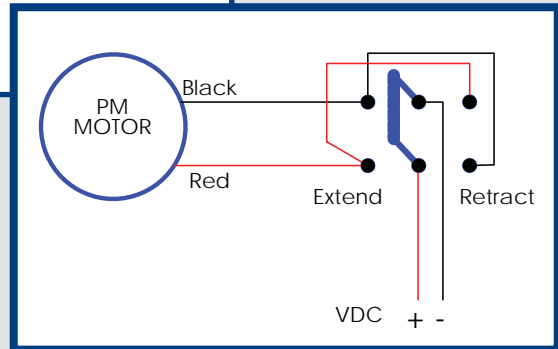 Black
PM
MOTOR
Red
Extend Retract
VDC + -